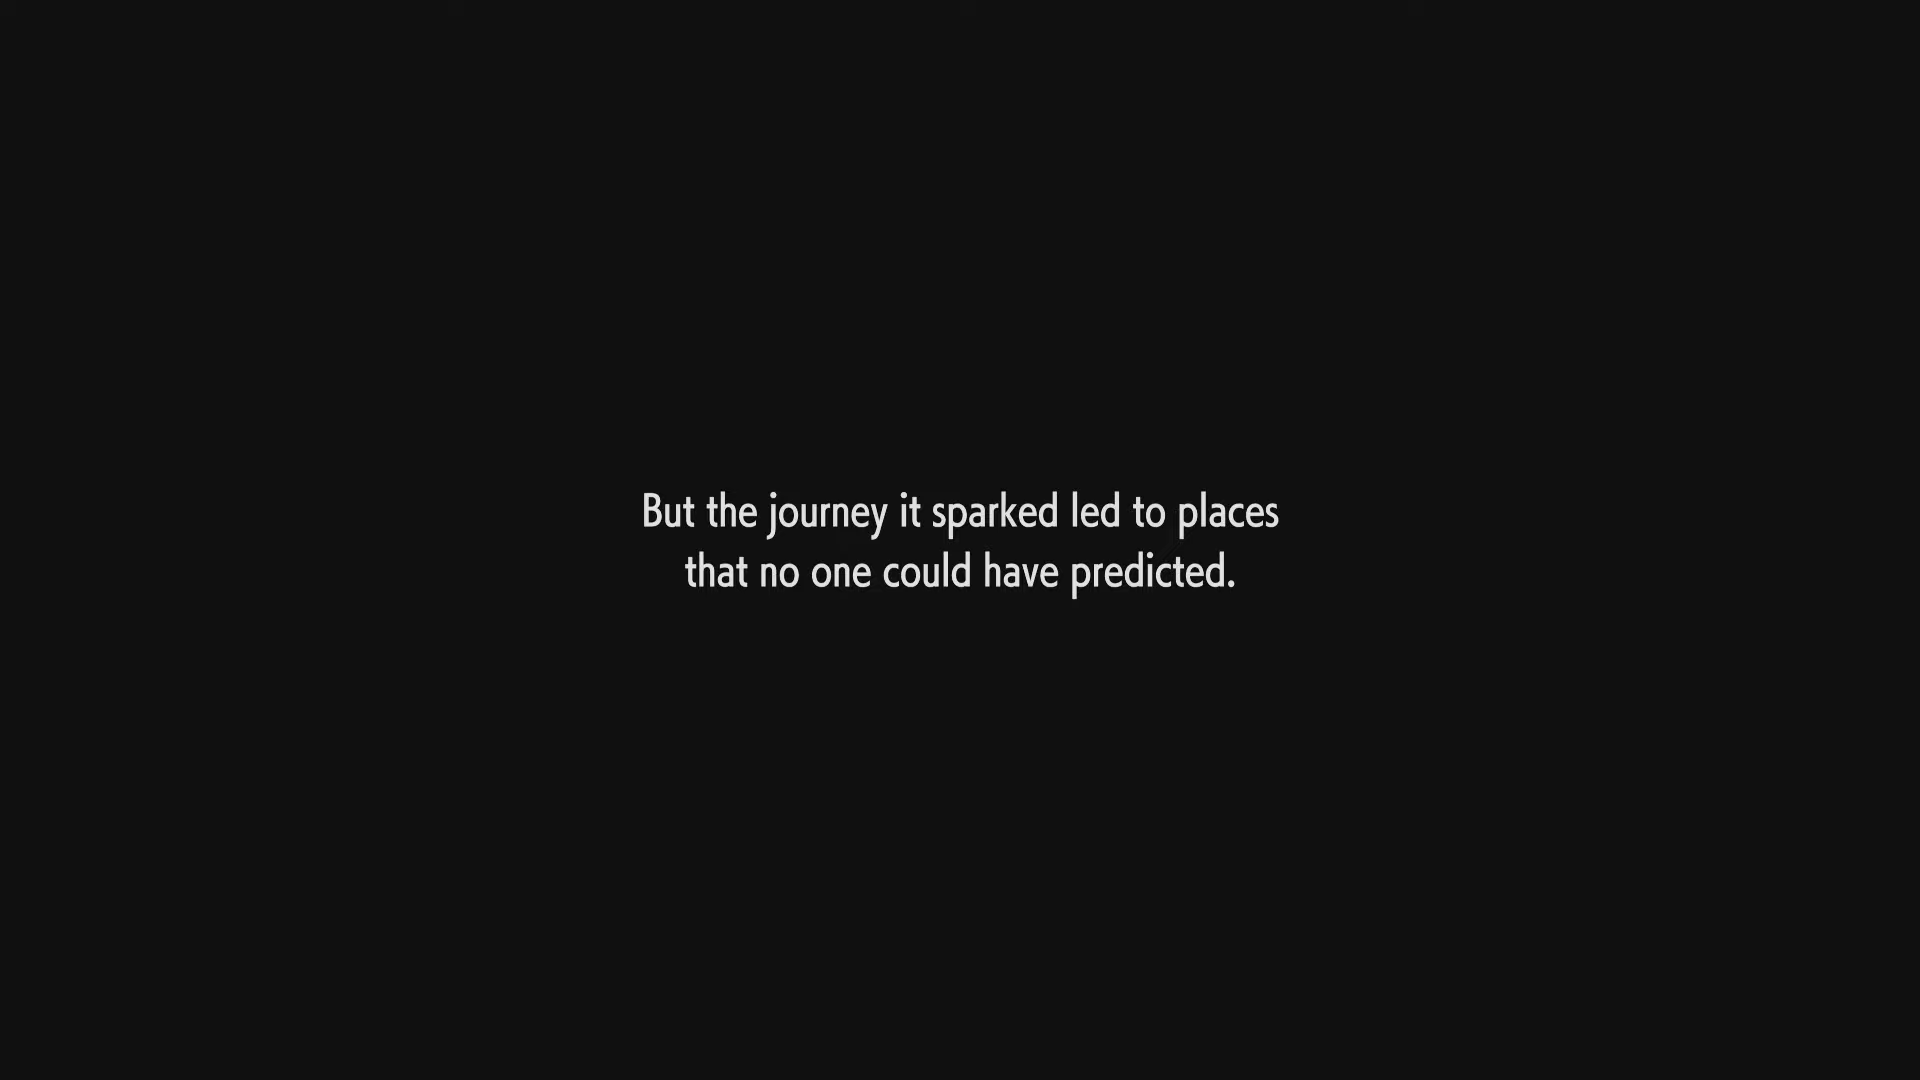 But the journey it sparked led to places
that no one could have predicted.